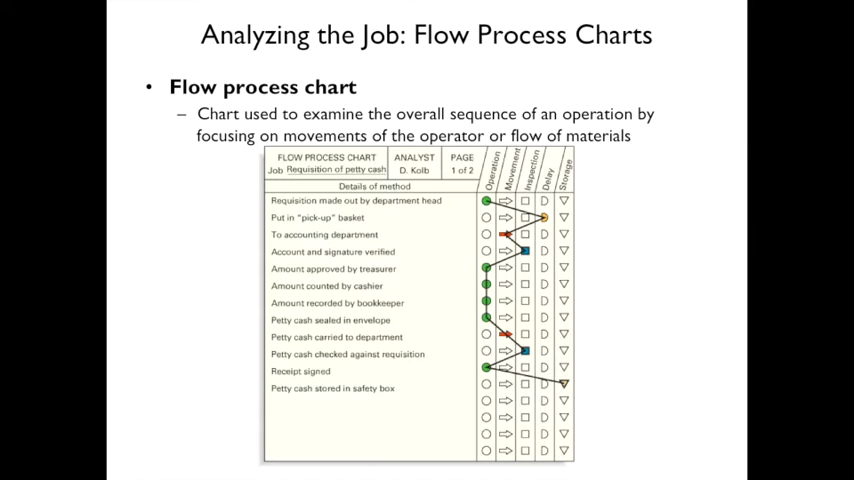 Analyzing the Job: Flow Process Charts
• Flow process chart
– Chart used to examine the overall sequence of an operation by
focusing on movements of the operator or flow of materials
FLOW PROCESS CHART
Job Requisition of petty cash
ANALYST
D. Kolb
PAGE
1 of 2
Operation
Movement
Inspection
Delay
Storage
Details of method
Requisition made out by department head
Put in "pick-up" basket
To accounting department
Account and signature verified
Amount approved by treasurer
Amount counted by cashier
Amount recorded by bookkeeper
Petty cash sealed in envelope
Petty cash carried to department
Petty cash checked against requisition
Receipt signed
Petty cash stored in safety box